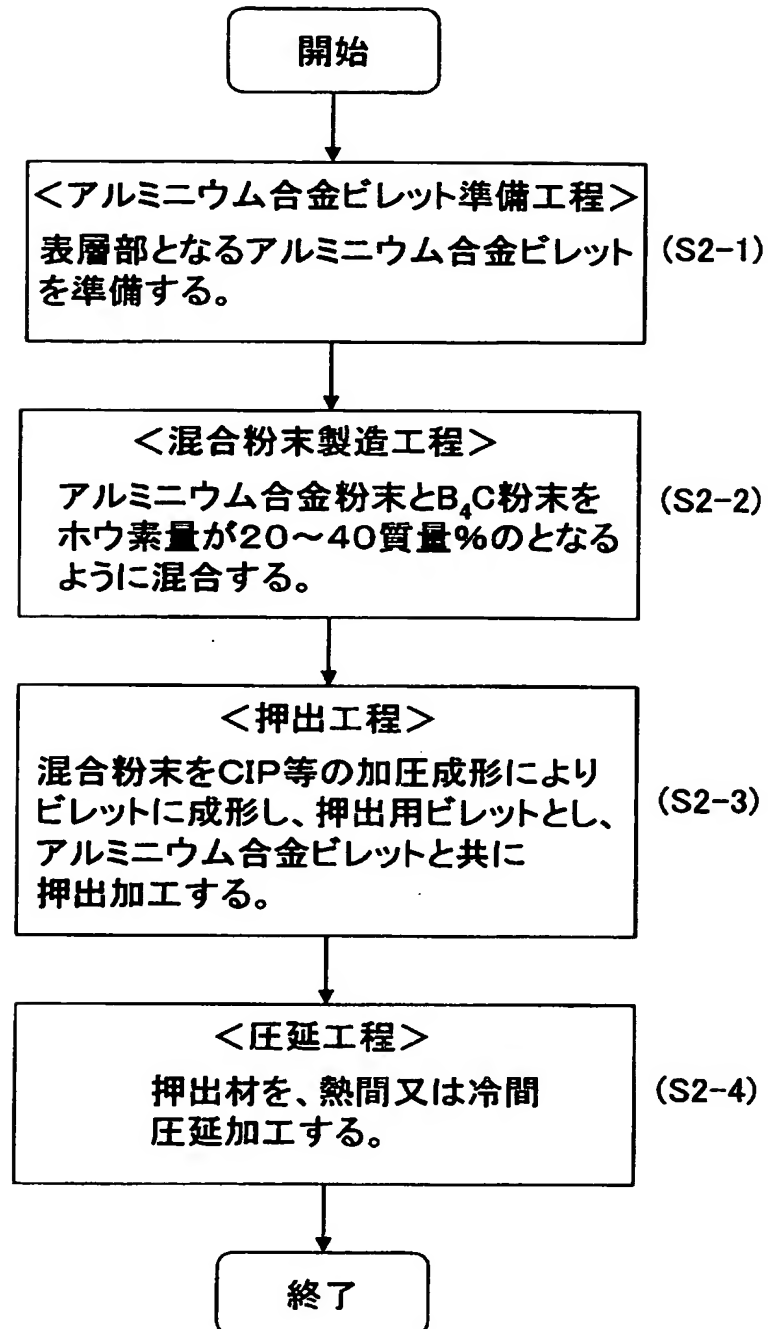 開始
＜アルミニウム合金ビレット準備工程＞
表層部となるアルミニウム合金ビレット
を準備する。
(S2-1)
＜混合粉末製造工程＞
アルミニウム合金粉末とB₄C粉末を
ホウ素量が20～40質量%のとなる
ように混合する。
(S2-2)
＜押出工程＞
混合粉末をCIP等の加圧成形により
ビレットに成形し、押出用ビレットとし、
アルミニウム合金ビレットと共に
押出加工する。
(S2-3)
＜圧延工程＞
押出材を、熱間又は冷間
圧延加工する。
(S2-4)
終了